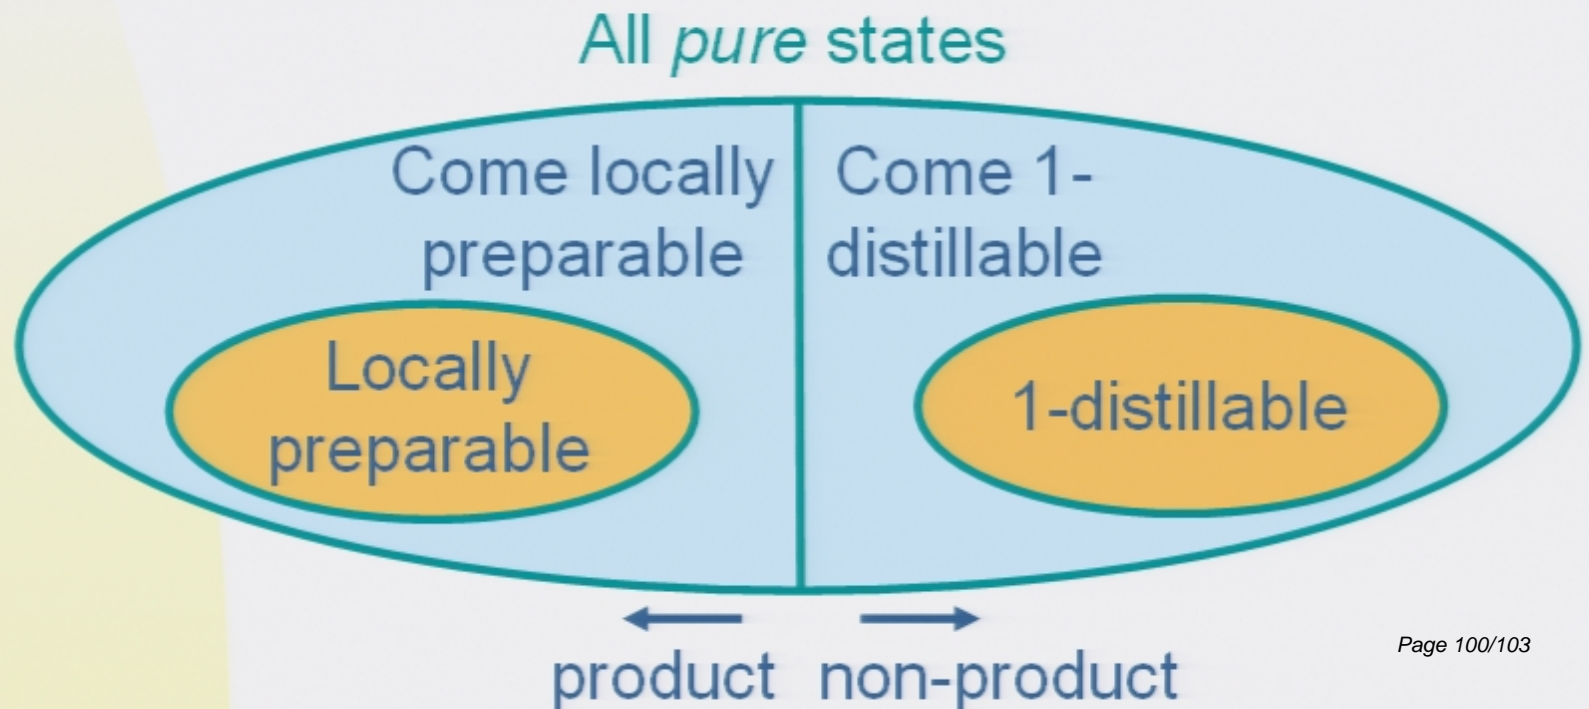 All pure states
Come locally
preparable
Come 1-
distillable
Locally
preparable
1-distillable
product
non-product
Page 100/103